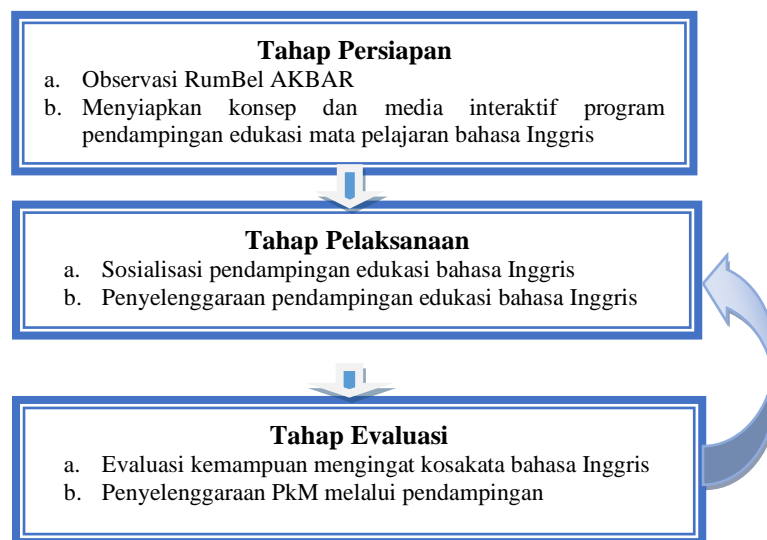 Tahap Persiapan
a. Observasi RumBel AKBAR
b. Menyiapkan konsep dan media interaktif program
pendampingan edukasi mata pelajaran bahasa Inggris
Tahap Pelaksanaan
a. Sosialisasi pendampingan edukasi bahasa Inggris
b. Penyelenggaraan pendampingan edukasi bahasa Inggris
Tahap Evaluasi
a. Evaluasi kemampuan mengingat kosakata bahasa Inggris
b. Penyelenggaraan PkM melalui pendampingan